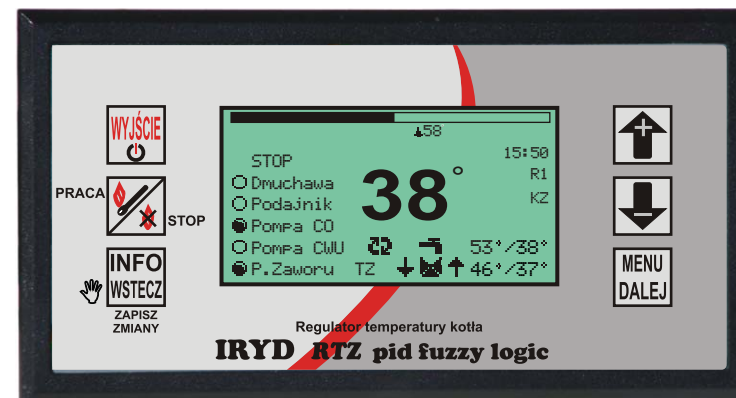 WYJŚCIE
PRACA
STOP
INFO
WSTECZ
ZAPISZ
ZMIANY
58
STOP
15:50
Dmuchawa
R1
Podajnik
38°
KZ
Pompa CO
Pompa CWU 53°/38°
P.Zaworu TZ 46°/37°
MENU
DALEJ
Regulator temperatury kotła
IRYD RTZ pid fuzzy logic